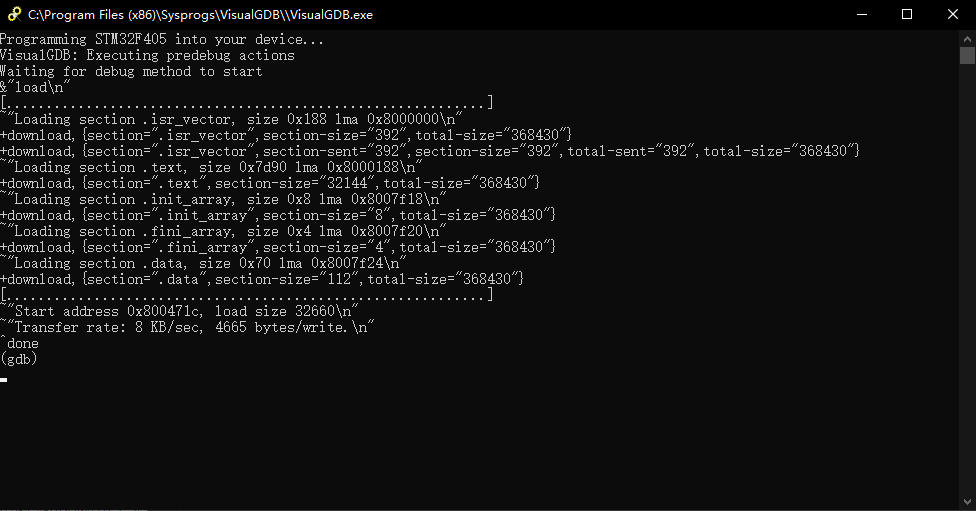 C:\Program Files (x86)\Sysprogs\VisualGDB\\VisualGDB.exe
Programming STM32F405 into your device...
VisualGDB: Executing predebug actions
Waiting for debug method to start
&"load\n"
[............................................................]
~"Loading section .isr_vector, size 0x188 lma 0x8000000\n"
+download,{section=".isr_vector",section-size="392",total-size="368430"}
+download,{section=".isr_vector",section-sent="392",section-size="392",total-sent="392",total-size="368430"}
~"Loading section .text, size 0x7d90 lma 0x8000188\n"
+download,{section=".text",section-size="32144",total-size="368430"}
~"Loading section .init_array, size 0x8 lma 0x8007f18\n"
+download,{section=".init_array",section-size="8",total-size="368430"}
~"Loading section .fini_array, size 0x4 lma 0x8007f20\n"
+download,{section=".fini_array",section-size="4",total-size="368430"}
~"Loading section .data, size 0x70 lma 0x8007f24\n"
+download,{section=".data",section-size="112",total-size="368430"}
[............................................................]
~"Start address 0x800471c, load size 32660\n"
~"Transfer rate: 8 KB/sec, 4665 bytes/write.\n"
^done
(gdb)